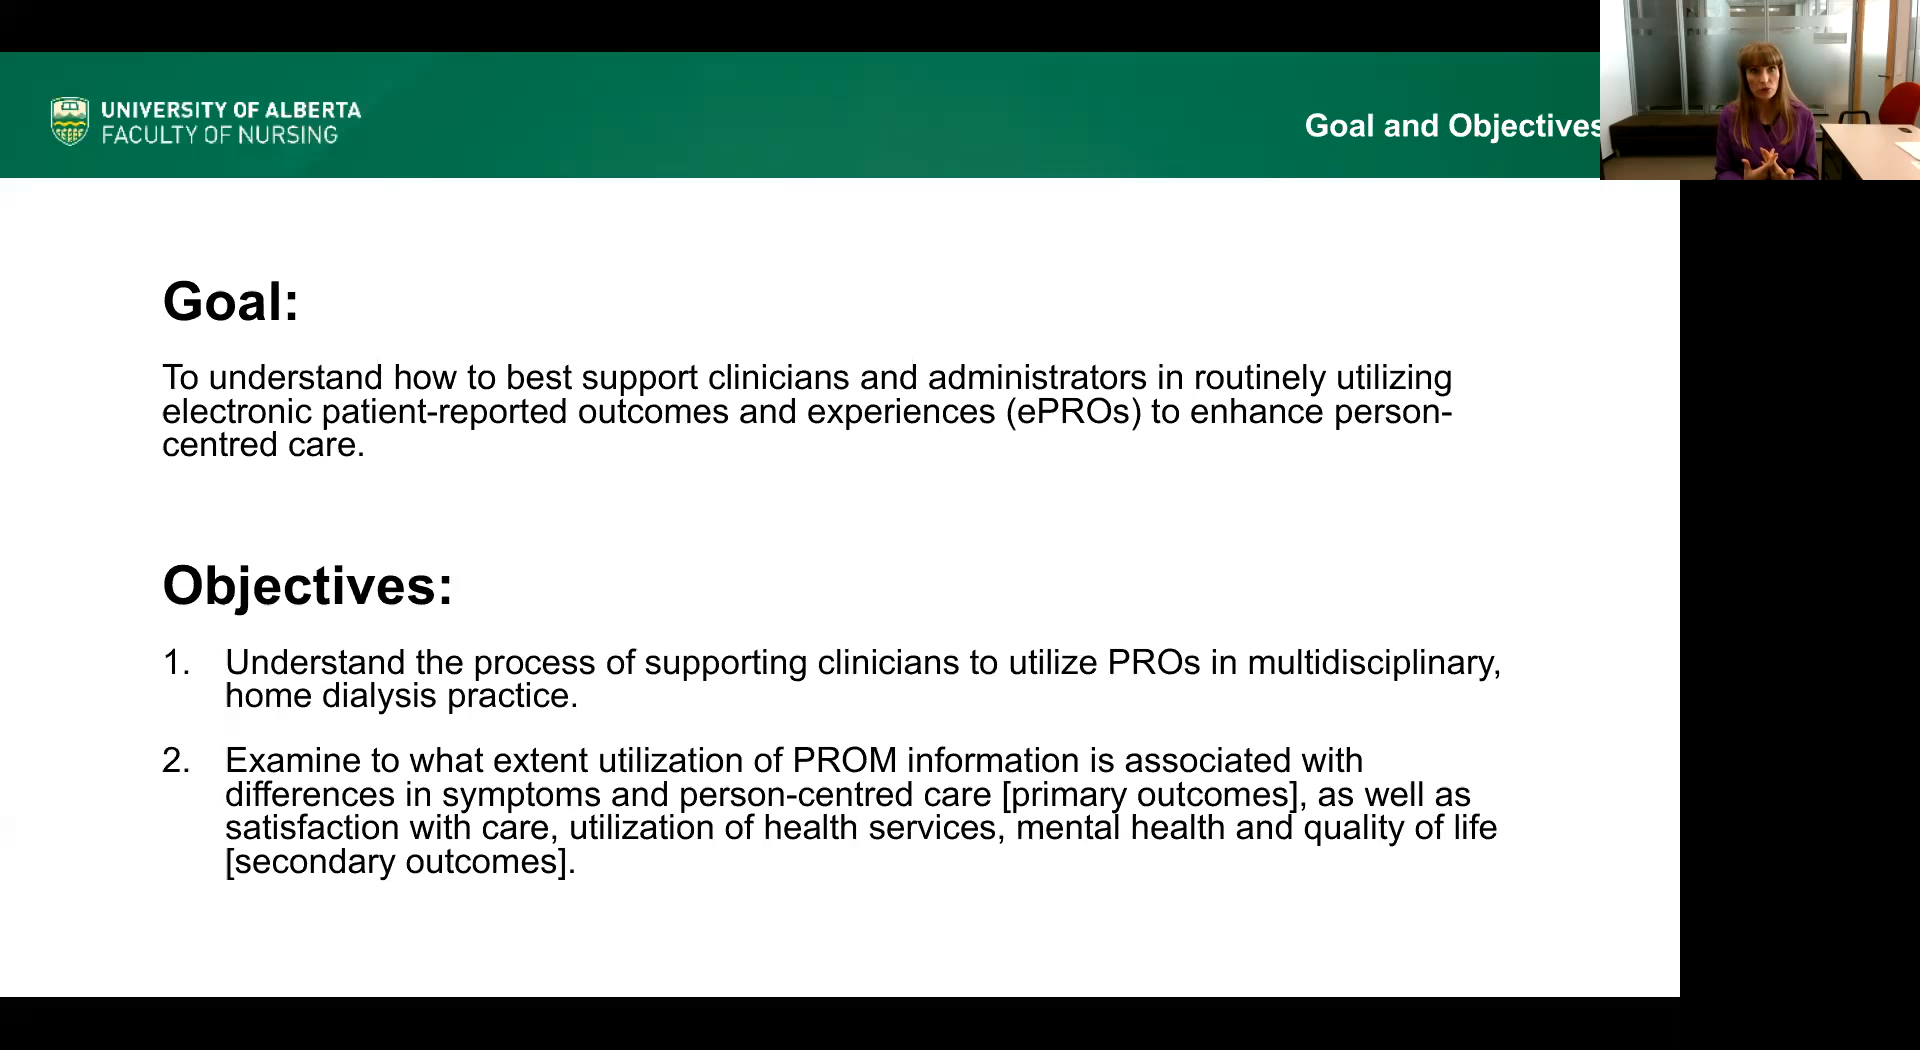 UNIVERSITY OF ALBERTA
FACULTY OF NURSING
Goal and Objectives
Goal:
To understand how to best support clinicians and administrators in routinely utilizing
electronic patient-reported outcomes and experiences (ePROs) to enhance person-
centred care.
Objectives:
1. Understand the process of supporting clinicians to utilize PROs in multidisciplinary,
home dialysis practice.
2. Examine to what extent utilization of PROM information is associated with
differences in symptoms and person-centred care [primary outcomes], as well as
satisfaction with care, utilization of health services, mental health and quality of life
[secondary outcomes].